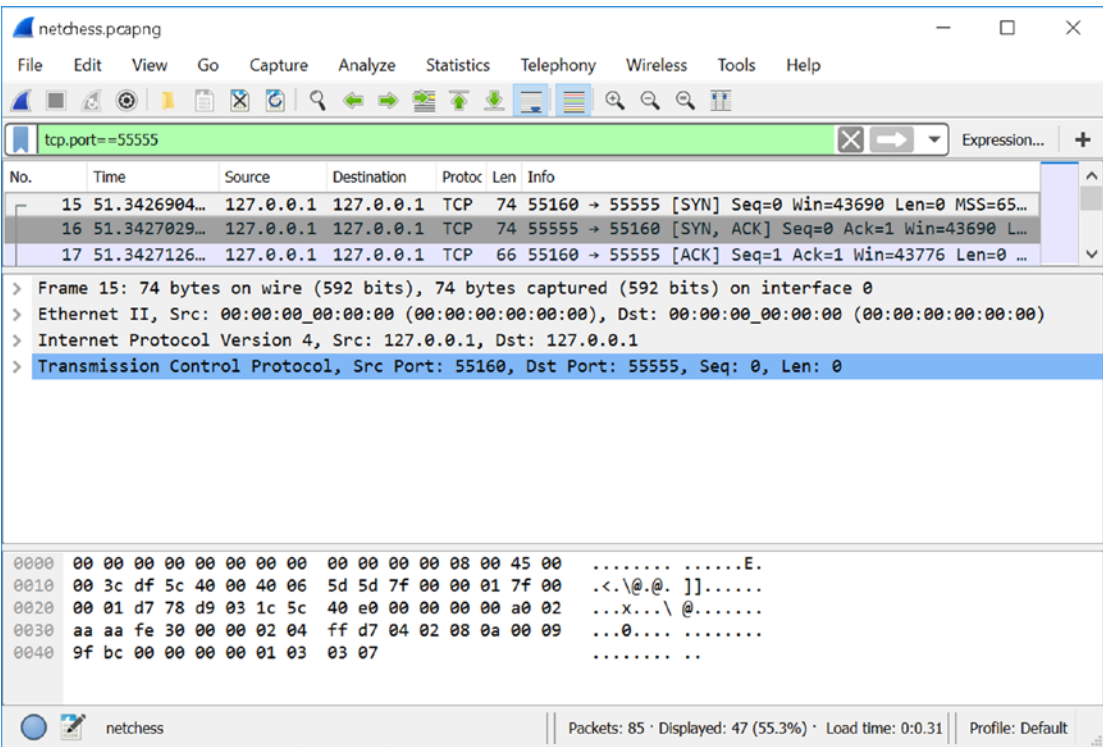 netchess.pcapng
File Edit View Go Capture Analyze Statistics Telephony Wireless Tools Help
tcp.port==55555 Expression... +
No. Time Source Destination Protoc Len Info
15 51.3426904… 127.0.0.1 127.0.0.1 TCP 74 55160 → 55555 [SYN] Seq=0 Win=43690 Len=0 MSS=65…
16 51.3427029… 127.0.0.1 127.0.0.1 TCP 74 55555 → 55160 [SYN, ACK] Seq=0 Ack=1 Win=43690 L…
17 51.3427126… 127.0.0.1 127.0.0.1 TCP 66 55160 → 55555 [ACK] Seq=1 Ack=1 Win=43776 Len=0 …
> Frame 15: 74 bytes on wire (592 bits), 74 bytes captured (592 bits) on interface 0
> Ethernet II, Src: 00:00:00_00:00:00 (00:00:00:00:00:00), Dst: 00:00:00_00:00:00 (00:00:00:00:00:00)
> Internet Protocol Version 4, Src: 127.0.0.1, Dst: 127.0.0.1
> Transmission Control Protocol, Src Port: 55160, Dst Port: 55555, Seq: 0, Len: 0
0000 00 00 00 00 00 00 00 00 00 00 00 00 08 00 45 00 ........ ......E.
0010 00 3c df 5c 40 00 40 06 5d 5d 7f 00 00 01 7f 00 .<.\@.@. ]]......
0020 00 01 d7 78 d9 03 1c 5c 40 e0 00 00 00 00 a0 02 ...x...\ @.......
0030 aa aa fe 30 00 00 02 04 ff d7 04 02 08 0a 00 09 ...0.... ........
0040 9f bc 00 00 00 00 01 03 03 07 ........ ..
netchess Packets: 85 · Displayed: 47 (55.3%) · Load time: 0:0.31 Profile: Default